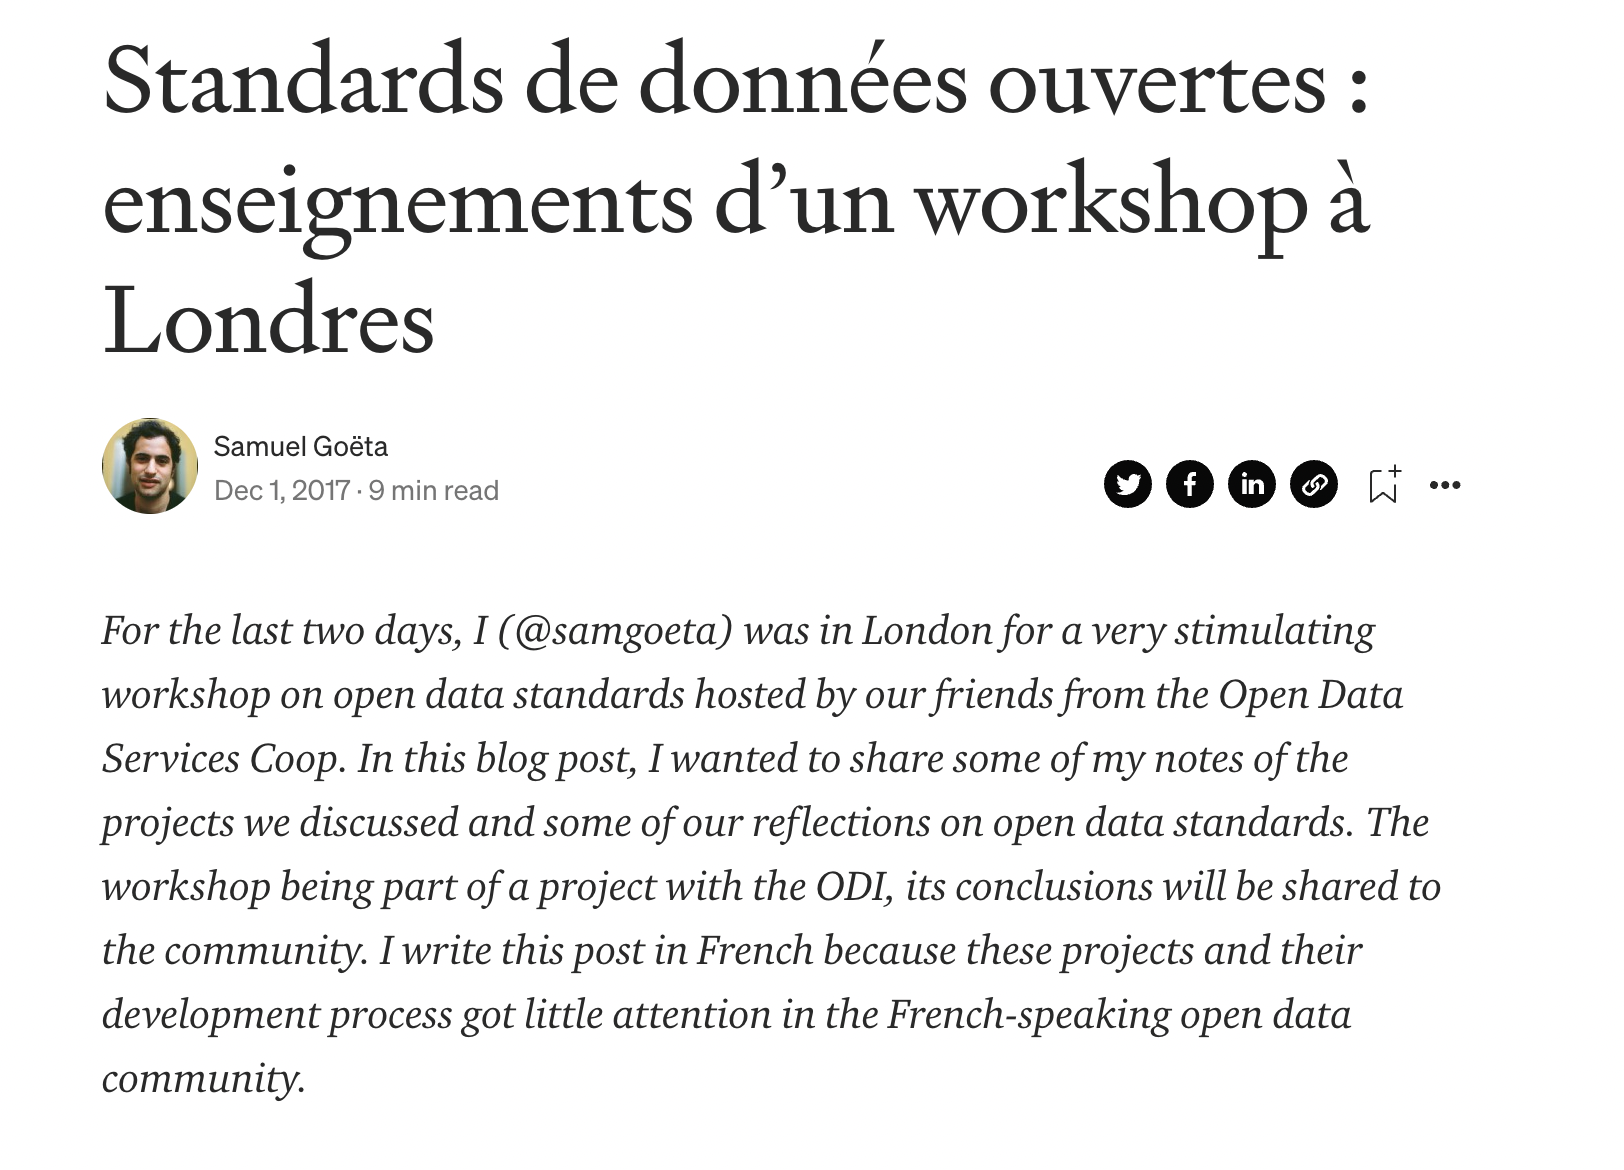 Standards de données ouvertes :
enseignements d’un workshop à
Londres
Samuel Goëta
Dec 1, 2017 · 9 min read
For the last two days, I (@samgoeta) was in London for a very stimulating
workshop on open data standards hosted by our friends from the Open Data
Services Coop. In this blog post, I wanted to share some of my notes of the
projects we discussed and some of our reflections on open data standards. The
workshop being part of a project with the ODI, its conclusions will be shared to
the community. I write this post in French because these projects and their
development process got little attention in the French-speaking open data
community.